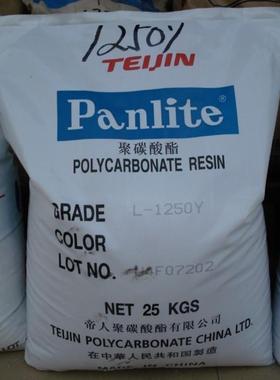 1250Y
TEIJIN
Panlite®
聚碳酸酯
POLYCARBONATE RESIN
GRADE L-1250Y
COLOR
LOT NO.
NET 25 KGS
帝人聚碳酸酯有限公司
TEIJIN POLYCARBONATE CHINA LTD.
在中華人民共和国製造